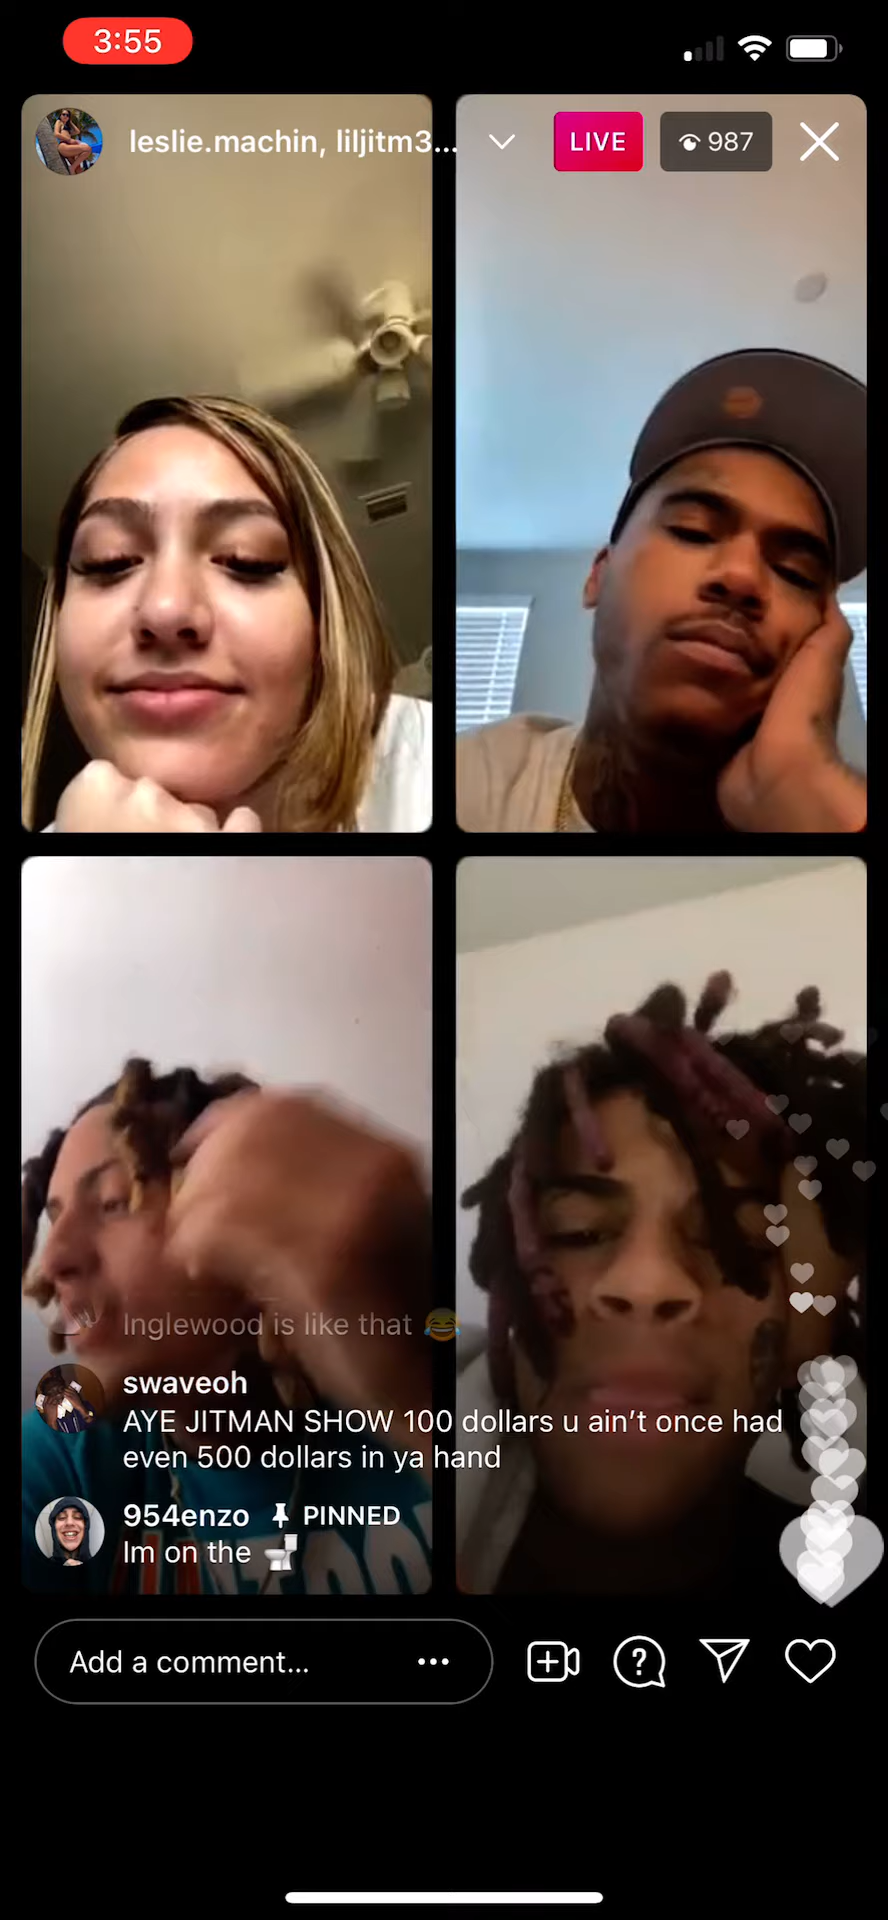 3:55
leslie.machin, liljitm3...
LIVE
987
Inglewood is like that 😂
swaveoh
AYE JITMAN SHOW 100 dollars u ain’t once had
even 500 dollars in ya hand
954enzo 📌 PINNED
Im on the 🚽
Add a comment...